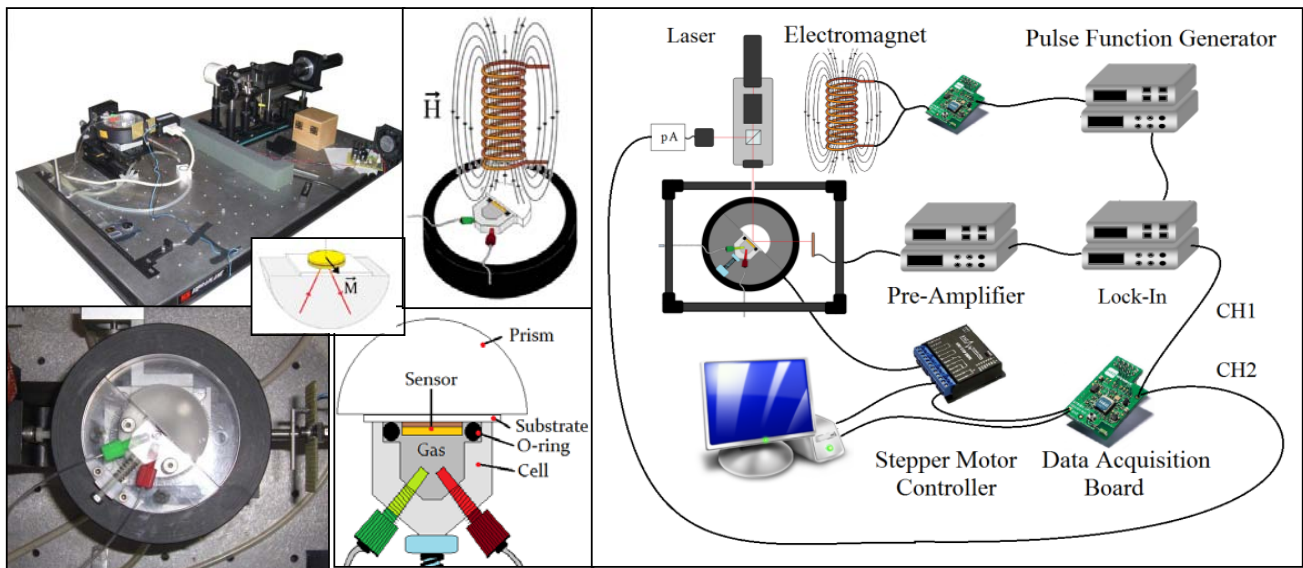 H
M
Prism
Sensor
Substrate
O-ring
Gas
Cell
Laser
Electromagnet
Pulse Function Generator
pA
Pre-Amplifier
Lock-In
CH1
CH2
Stepper Motor
Controller
Data Acquisition
Board